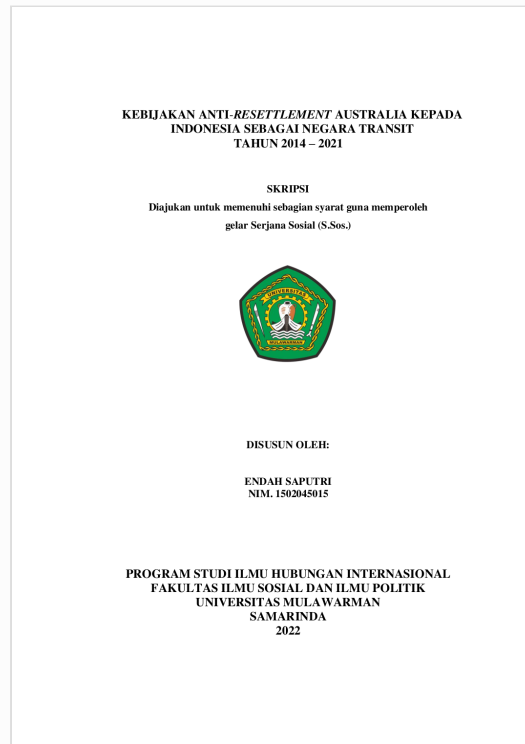 KEBIJAKAN ANTI-RESETTLEMENT AUSTRALIA KEPADA
INDONESIA SEBAGAI NEGARA TRANSIT
TAHUN 2014 – 2021
SKRIPSI
Diajukan untuk memenuhi sebagian syarat guna memperoleh
gelar Serjana Sosial (S.Sos.)
UNIVERSITAS
MULAWARMAN
DISUSUN OLEH:
ENDAH SAPUTRI
NIM. 1502045015
PROGRAM STUDI ILMU HUBUNGAN INTERNASIONAL
FAKULTAS ILMU SOSIAL DAN ILMU POLITIK
UNIVERSITAS MULAWARMAN
SAMARINDA
2022